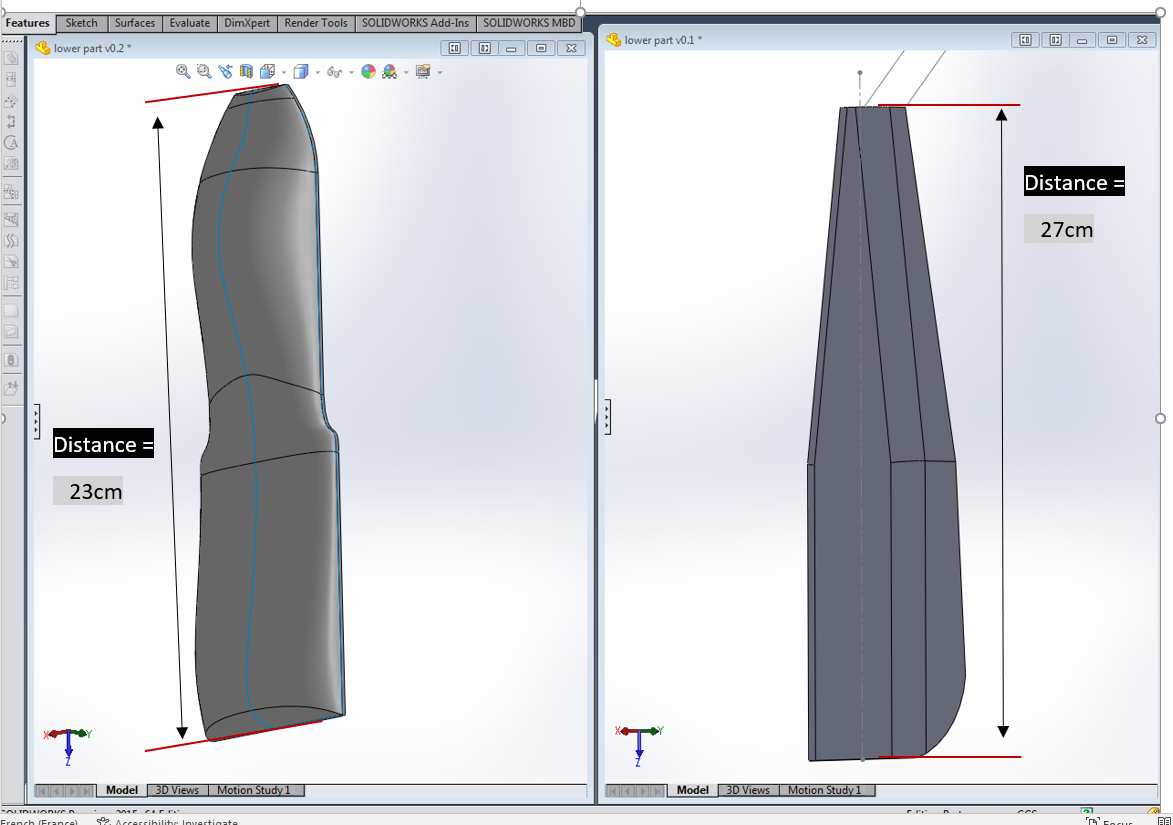 Features Sketch Surfaces Evaluate DimXpert Render Tools SOLIDWORKS Add-Ins SOLIDWORKS MBD
lower part v0.2 *
Distance =
23cm
X Y
Z
Model 3D Views Motion Study 1
lower part v0.1 *
Distance =
27cm
X Y
Z
Model 3D Views Motion Study 1
French (France) Accessibility: Investigate Focus